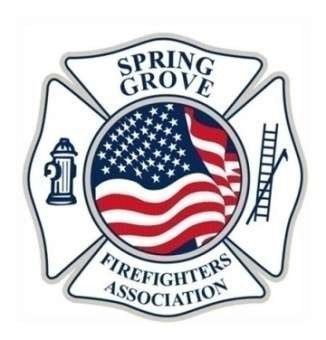 SPRING
GROVE
FIREFIGHTERS
ASSOCIATION